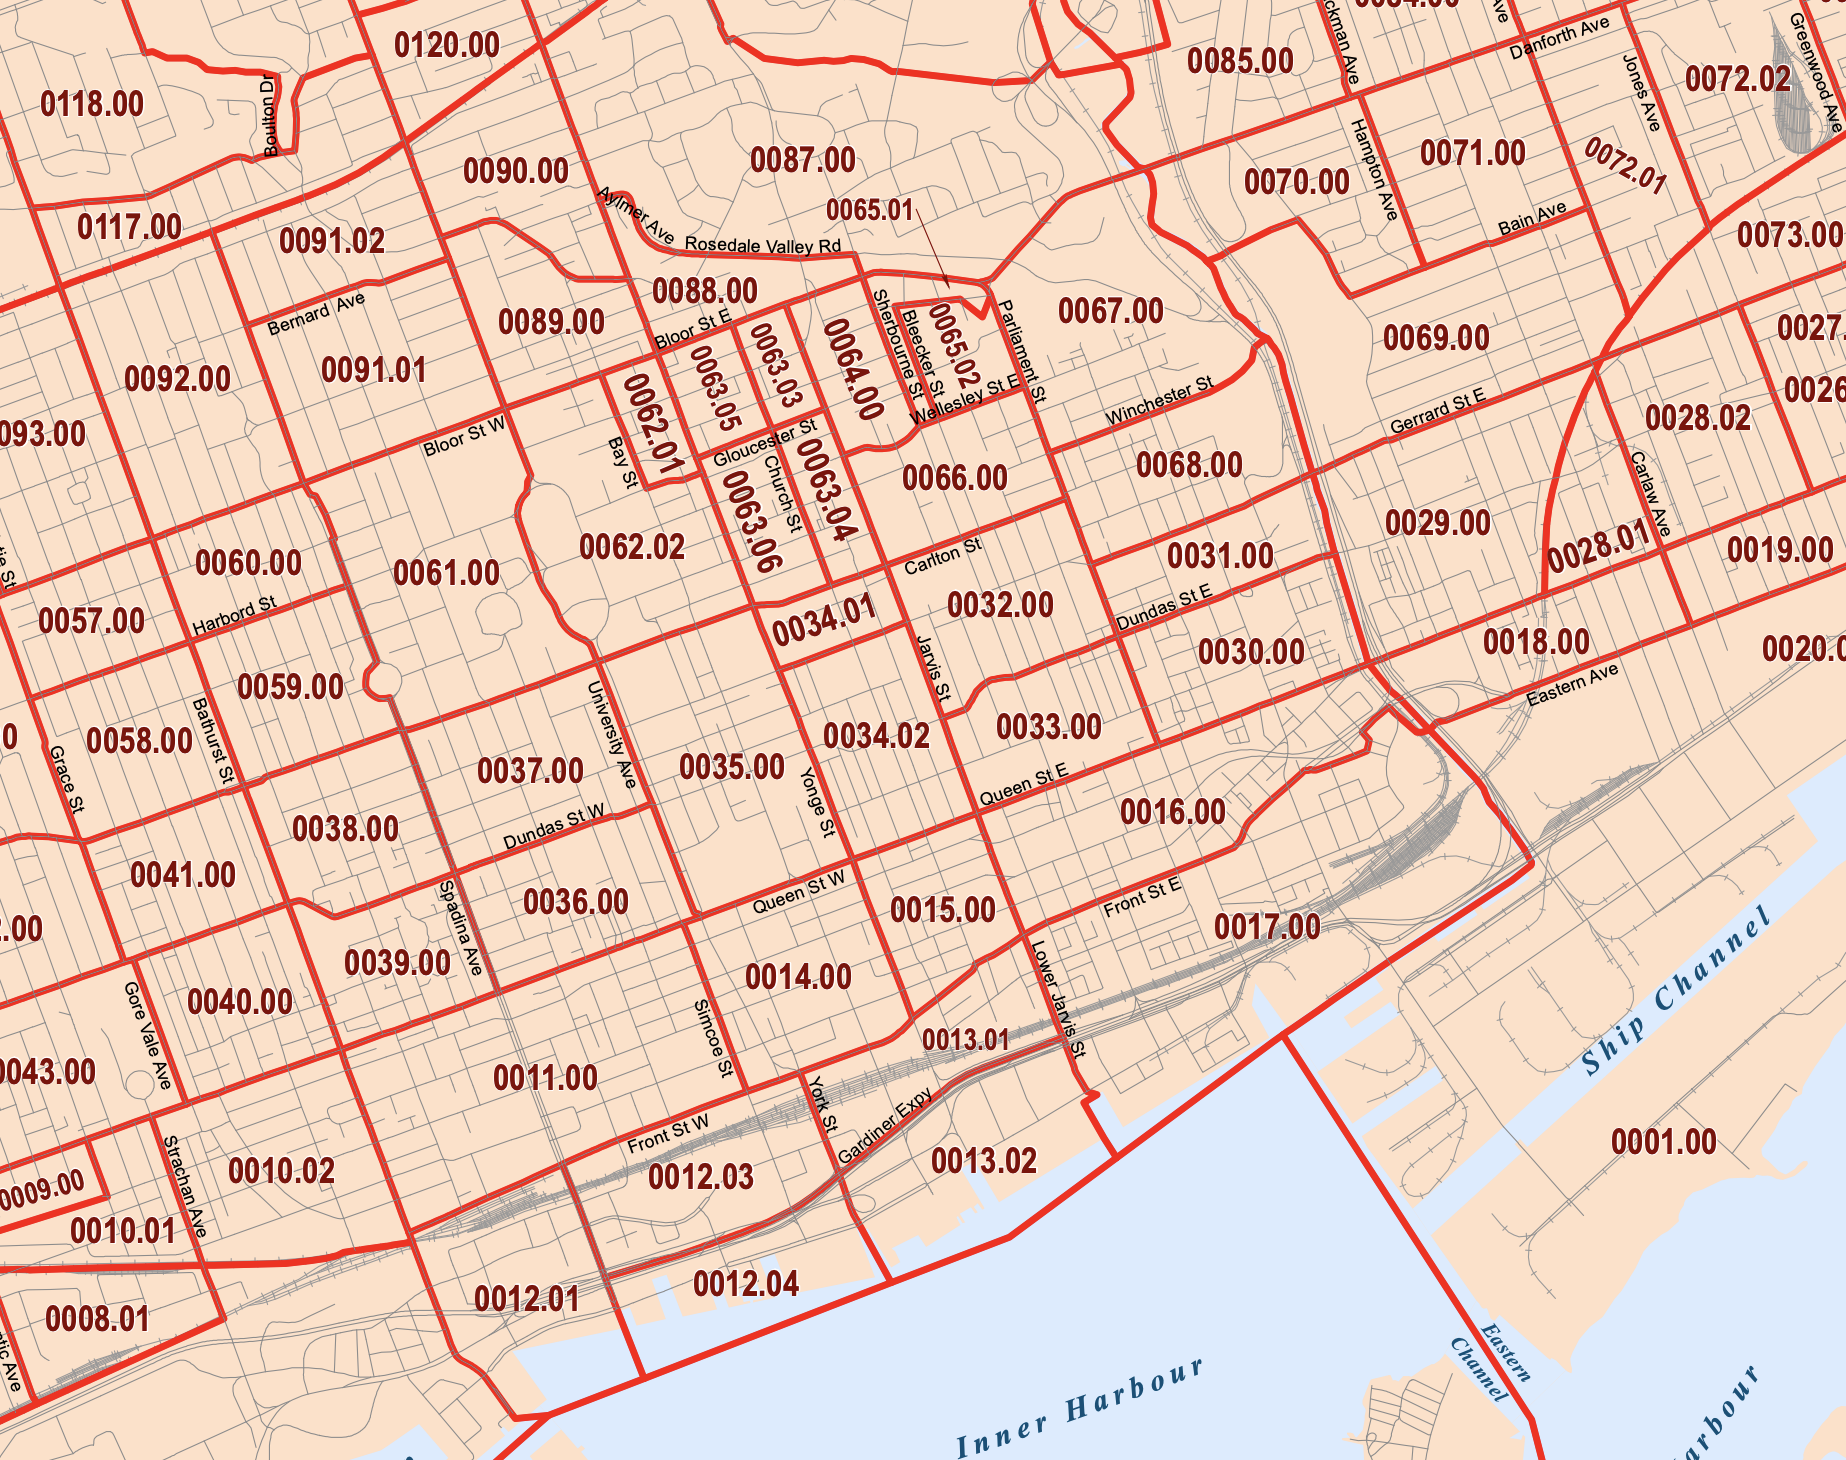 0120.00
0085.00
Danforth Ave
Greenwood Ave
0118.00
Boulton Dr
Jones Ave
0072.02
0087.00
0090.00
0071.00
0072.01
0070.00
Hampton Ave
0117.00
0091.02
Aylmer Ave
0065.01
Rosedale Valley Rd
Bain Ave
0073.00
0088.00
Bernard Ave
0089.00
Bloor St E
0063.05
0063.03
0064.00
Sherbourne St
Bleecker St
0065.02
Parliament St
0067.00
0069.00
0027.
0092.00
0091.01
0062.01
Wellesley St E
Winchester St
Gerrard St E
0028.02
0026
093.00
Bloor St W
Bay St
Gloucester St
Church St
0063.04
0063.06
0066.00
0068.00
Carlaw Ave
0060.00
0061.00
0062.02
Carlton St
0031.00
0029.00
0028.01
0019.00
0057.00
Harbord St
0034.01
0032.00
Dundas St E
0030.00
0018.00
0020.0
0059.00
Jarvis St
Eastern Ave
0
0058.00
Bathurst St
Grace St
0037.00
University Ave
0035.00
0034.02
0033.00
Yonge St
Queen St E
0016.00
0038.00
Dundas St W
0041.00
0036.00
Spadina Ave
Queen St W
0015.00
Front St E
0017.00
.00
0039.00
0040.00
Gore Vale Ave
0014.00
Simcoe St
Lower Jarvis St
Ship Channel
0043.00
0011.00
0013.01
York St
Gardiner Expy
Front St W
0001.00
0009.00
0010.01
Strachan Ave
0010.02
0012.03
0013.02
0008.01
0012.01
0012.04
Eastern
Channel
Inner Harbour
arbour